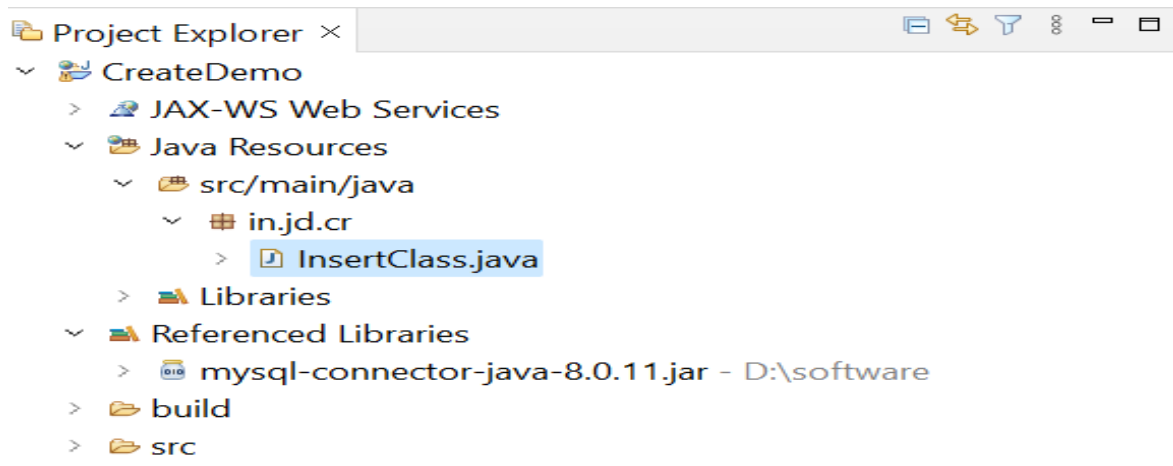 Project Explorer ×
CreateDemo
JAX-WS Web Services
Java Resources
src/main/java
in.jd.cr
InsertClass.java
Libraries
Referenced Libraries
mysql-connector-java-8.0.11.jar - D:\software
build
src